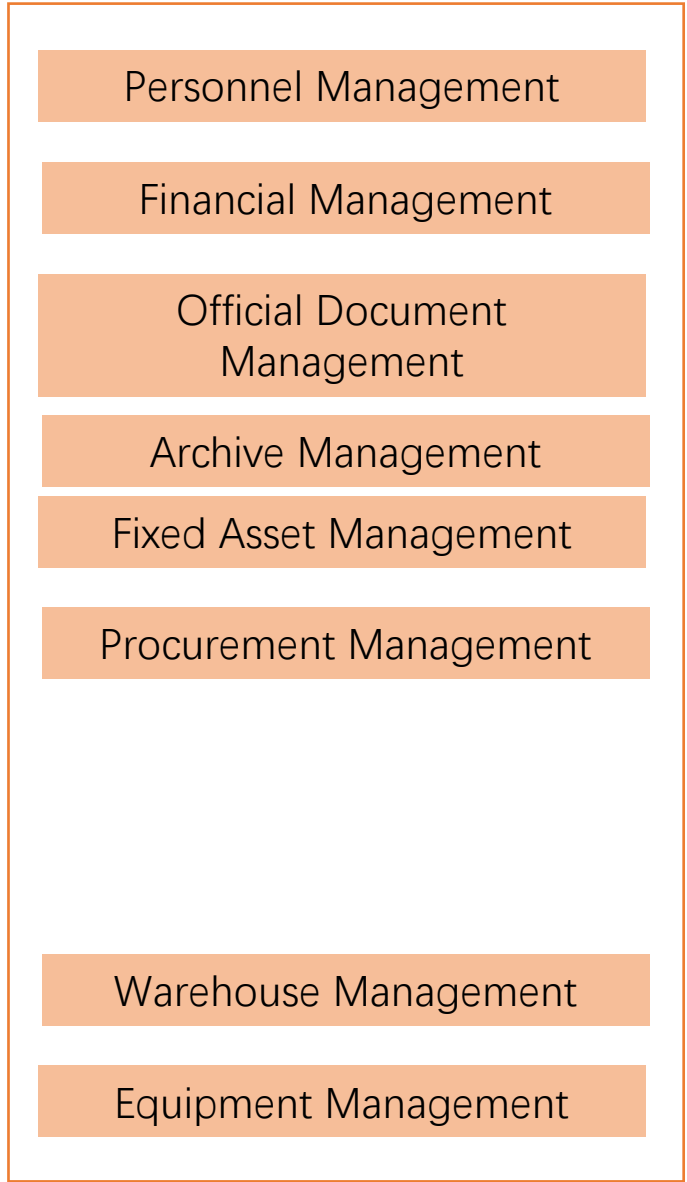 Personnel Management
Financial Management
Official Document
Management
Archive Management
Fixed Asset Management
Procurement Management
Warehouse Management
Equipment Management